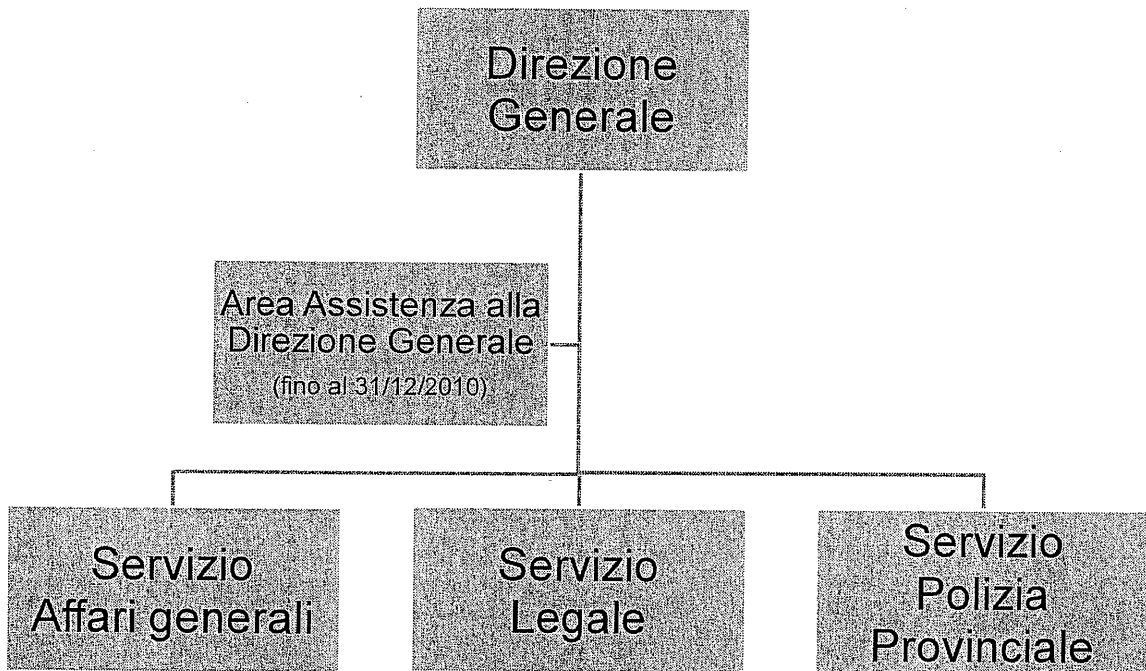 Direzione
Generale
Area Assistenza alla
Direzione Generale
(fino al 31/12/2010)
Servizio
Affari generali
Servizio
Legale
Servizio
Polizia
Provinciale